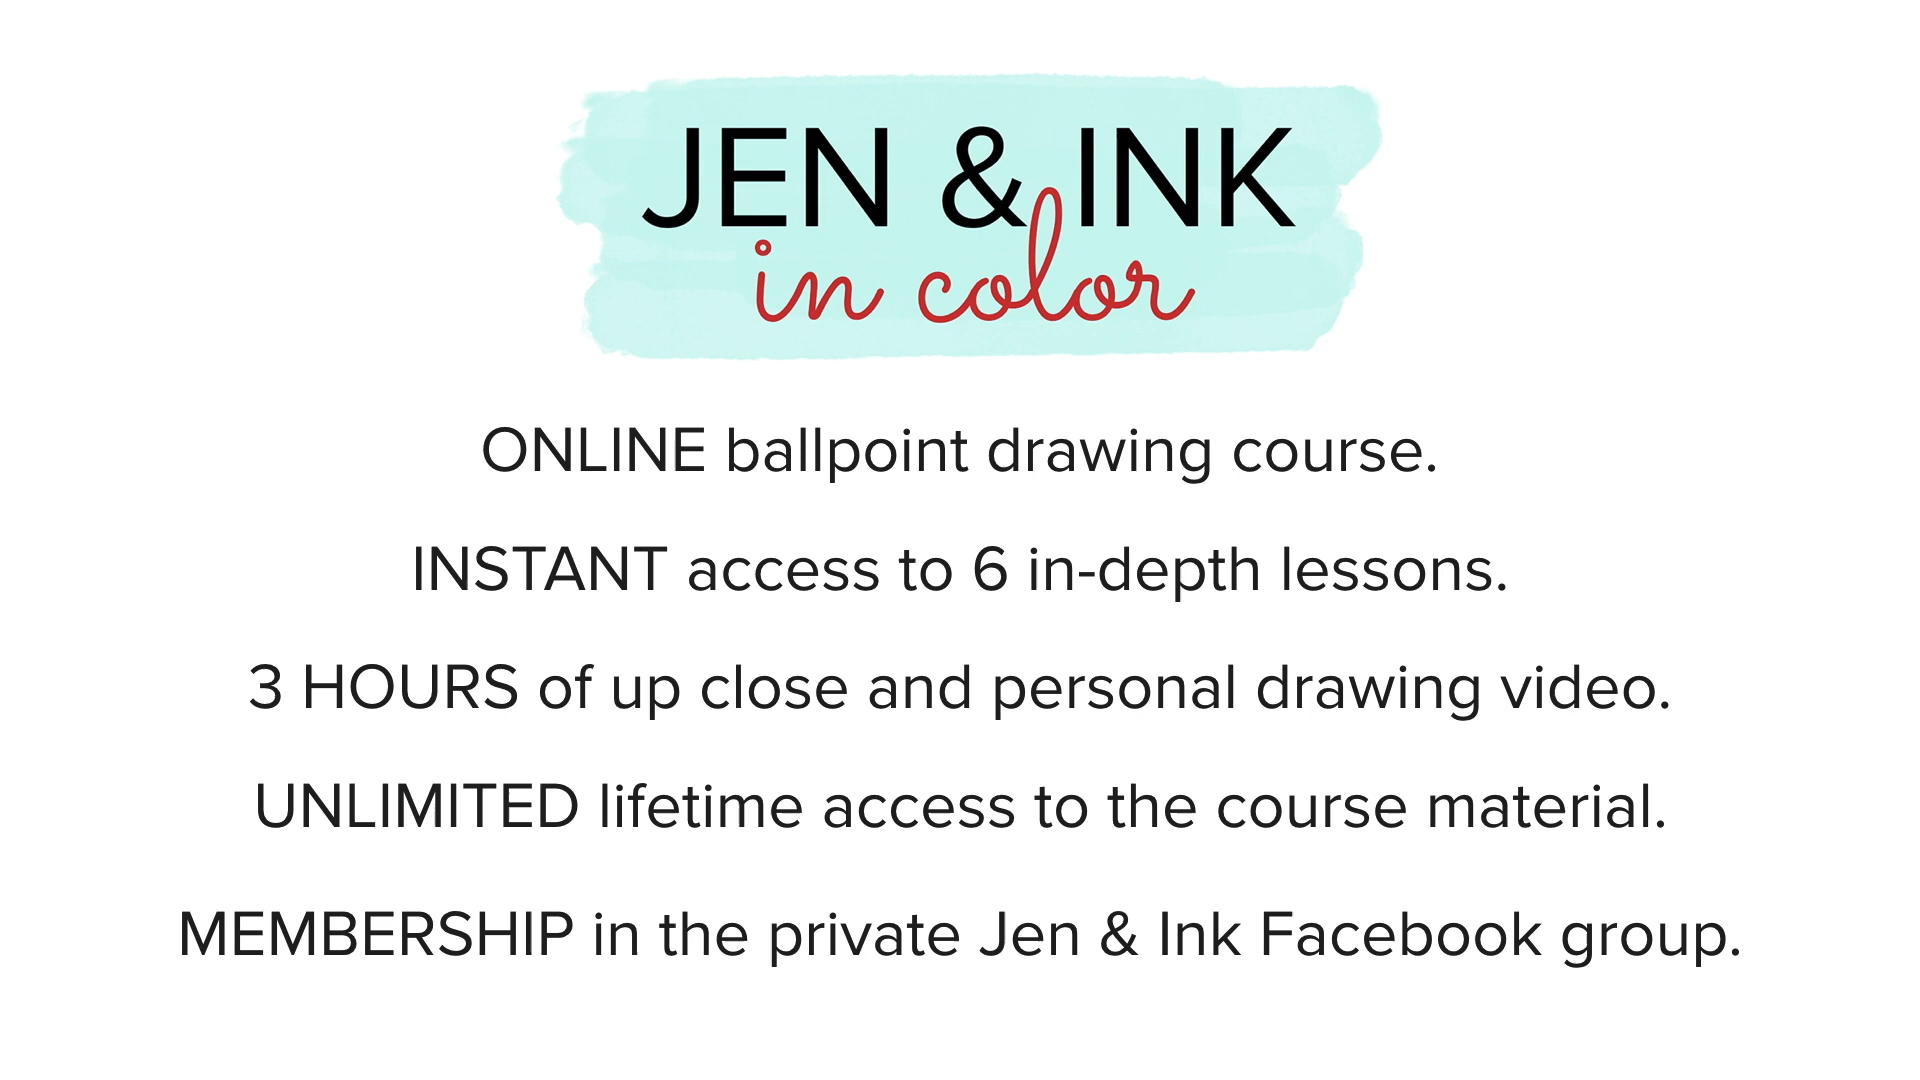 JEN & INK
in color
ONLINE ballpoint drawing course.
INSTANT access to 6 in-depth lessons.
3 HOURS of up close and personal drawing video.
UNLIMITED lifetime access to the course material.
MEMBERSHIP in the private Jen & Ink Facebook group.